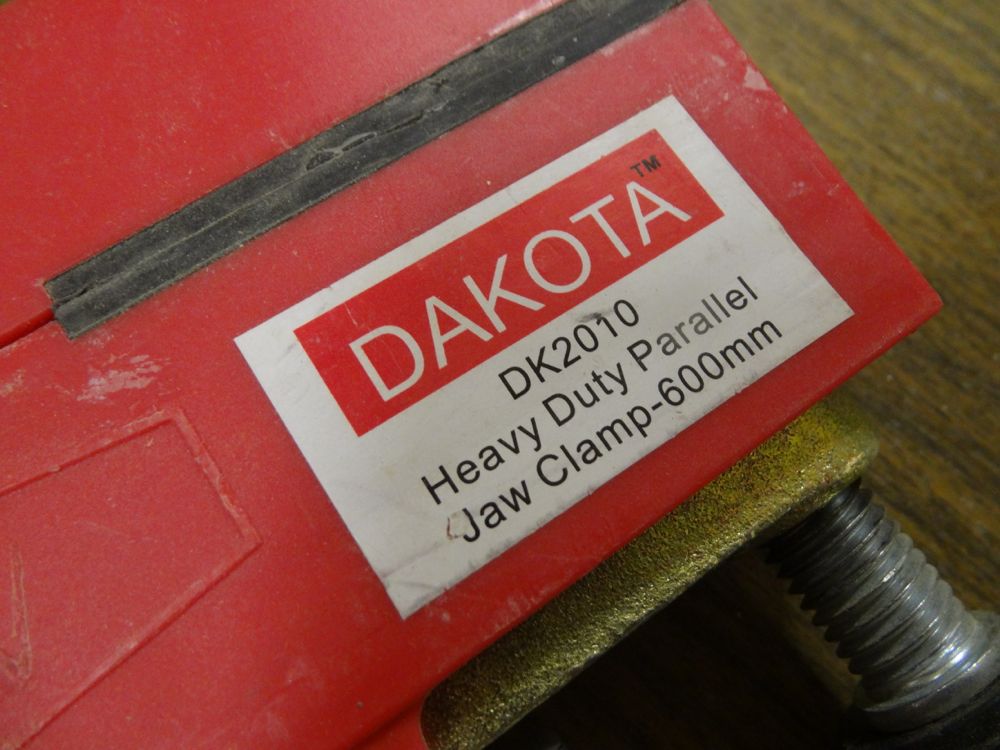 DAKOTA™
DK2010
Heavy Duty Parallel
Jaw Clamp-600mm